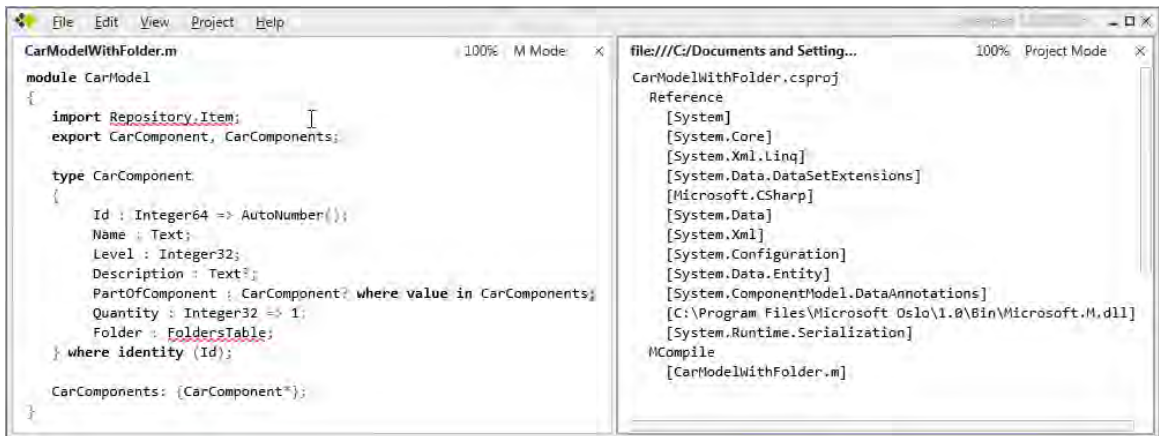 File Edit View Project Help
CarModelWithFolder.m 100% M Mode ×
module CarModel
{
import Repository.Item;
export CarComponent, CarComponents;
type CarComponent
{
Id : Integer64 => AutoNumber();
Name : Text;
Level : Integer32;
Description : Text?;
PartOfComponent : CarComponent? where value in CarComponents;
Quantity : Integer32 => 1;
Folder : FoldersTable;
} where identity (Id);
CarComponents: {CarComponent*};
}
file:///C:/Documents and Setting... 100% Project Mode ×
CarModelWithFolder.csproj
Reference
[System]
[System.Core]
[System.Xml.Linq]
[System.Data.DataSetExtensions]
[Microsoft.CSharp]
[System.Data]
[System.Xml]
[System.Configuration]
[System.Data.Entity]
[System.ComponentModel.DataAnnotations]
[C:\Program Files\Microsoft Oslo\1.0\Bin\Microsoft.M.dll]
[System.Runtime.Serialization]
MCompile
[CarModelWithFolder.m]